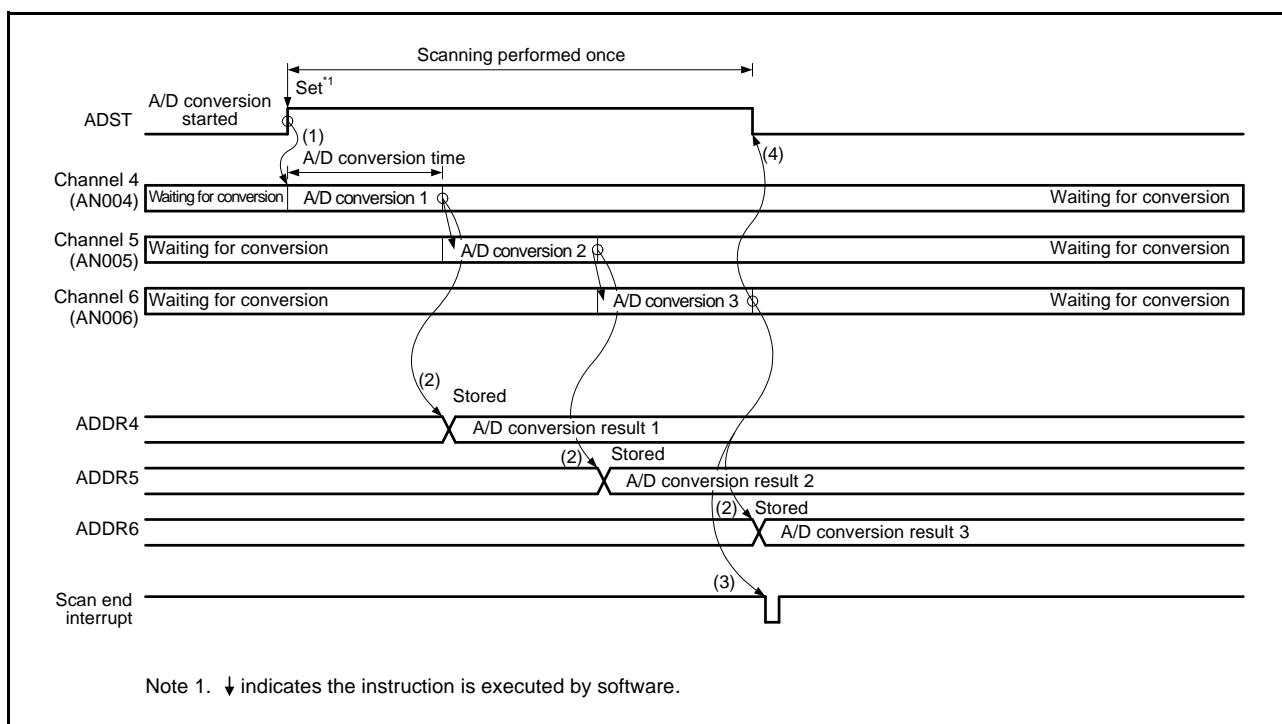 Scanning performed once
Set*1
A/D conversion
started
ADST
(1)
(4)
A/D conversion time
Channel 4
(AN004)
Waiting for conversion
A/D conversion 1
Waiting for conversion
Channel 5
(AN005)
Waiting for conversion
A/D conversion 2
Waiting for conversion
Channel 6
(AN006)
Waiting for conversion
A/D conversion 3
Waiting for conversion
(2)
Stored
ADDR4
A/D conversion result 1
(2)
Stored
ADDR5
A/D conversion result 2
(2)
Stored
ADDR6
A/D conversion result 3
(3)
Scan end
interrupt
Note 1. ↓ indicates the instruction is executed by software.